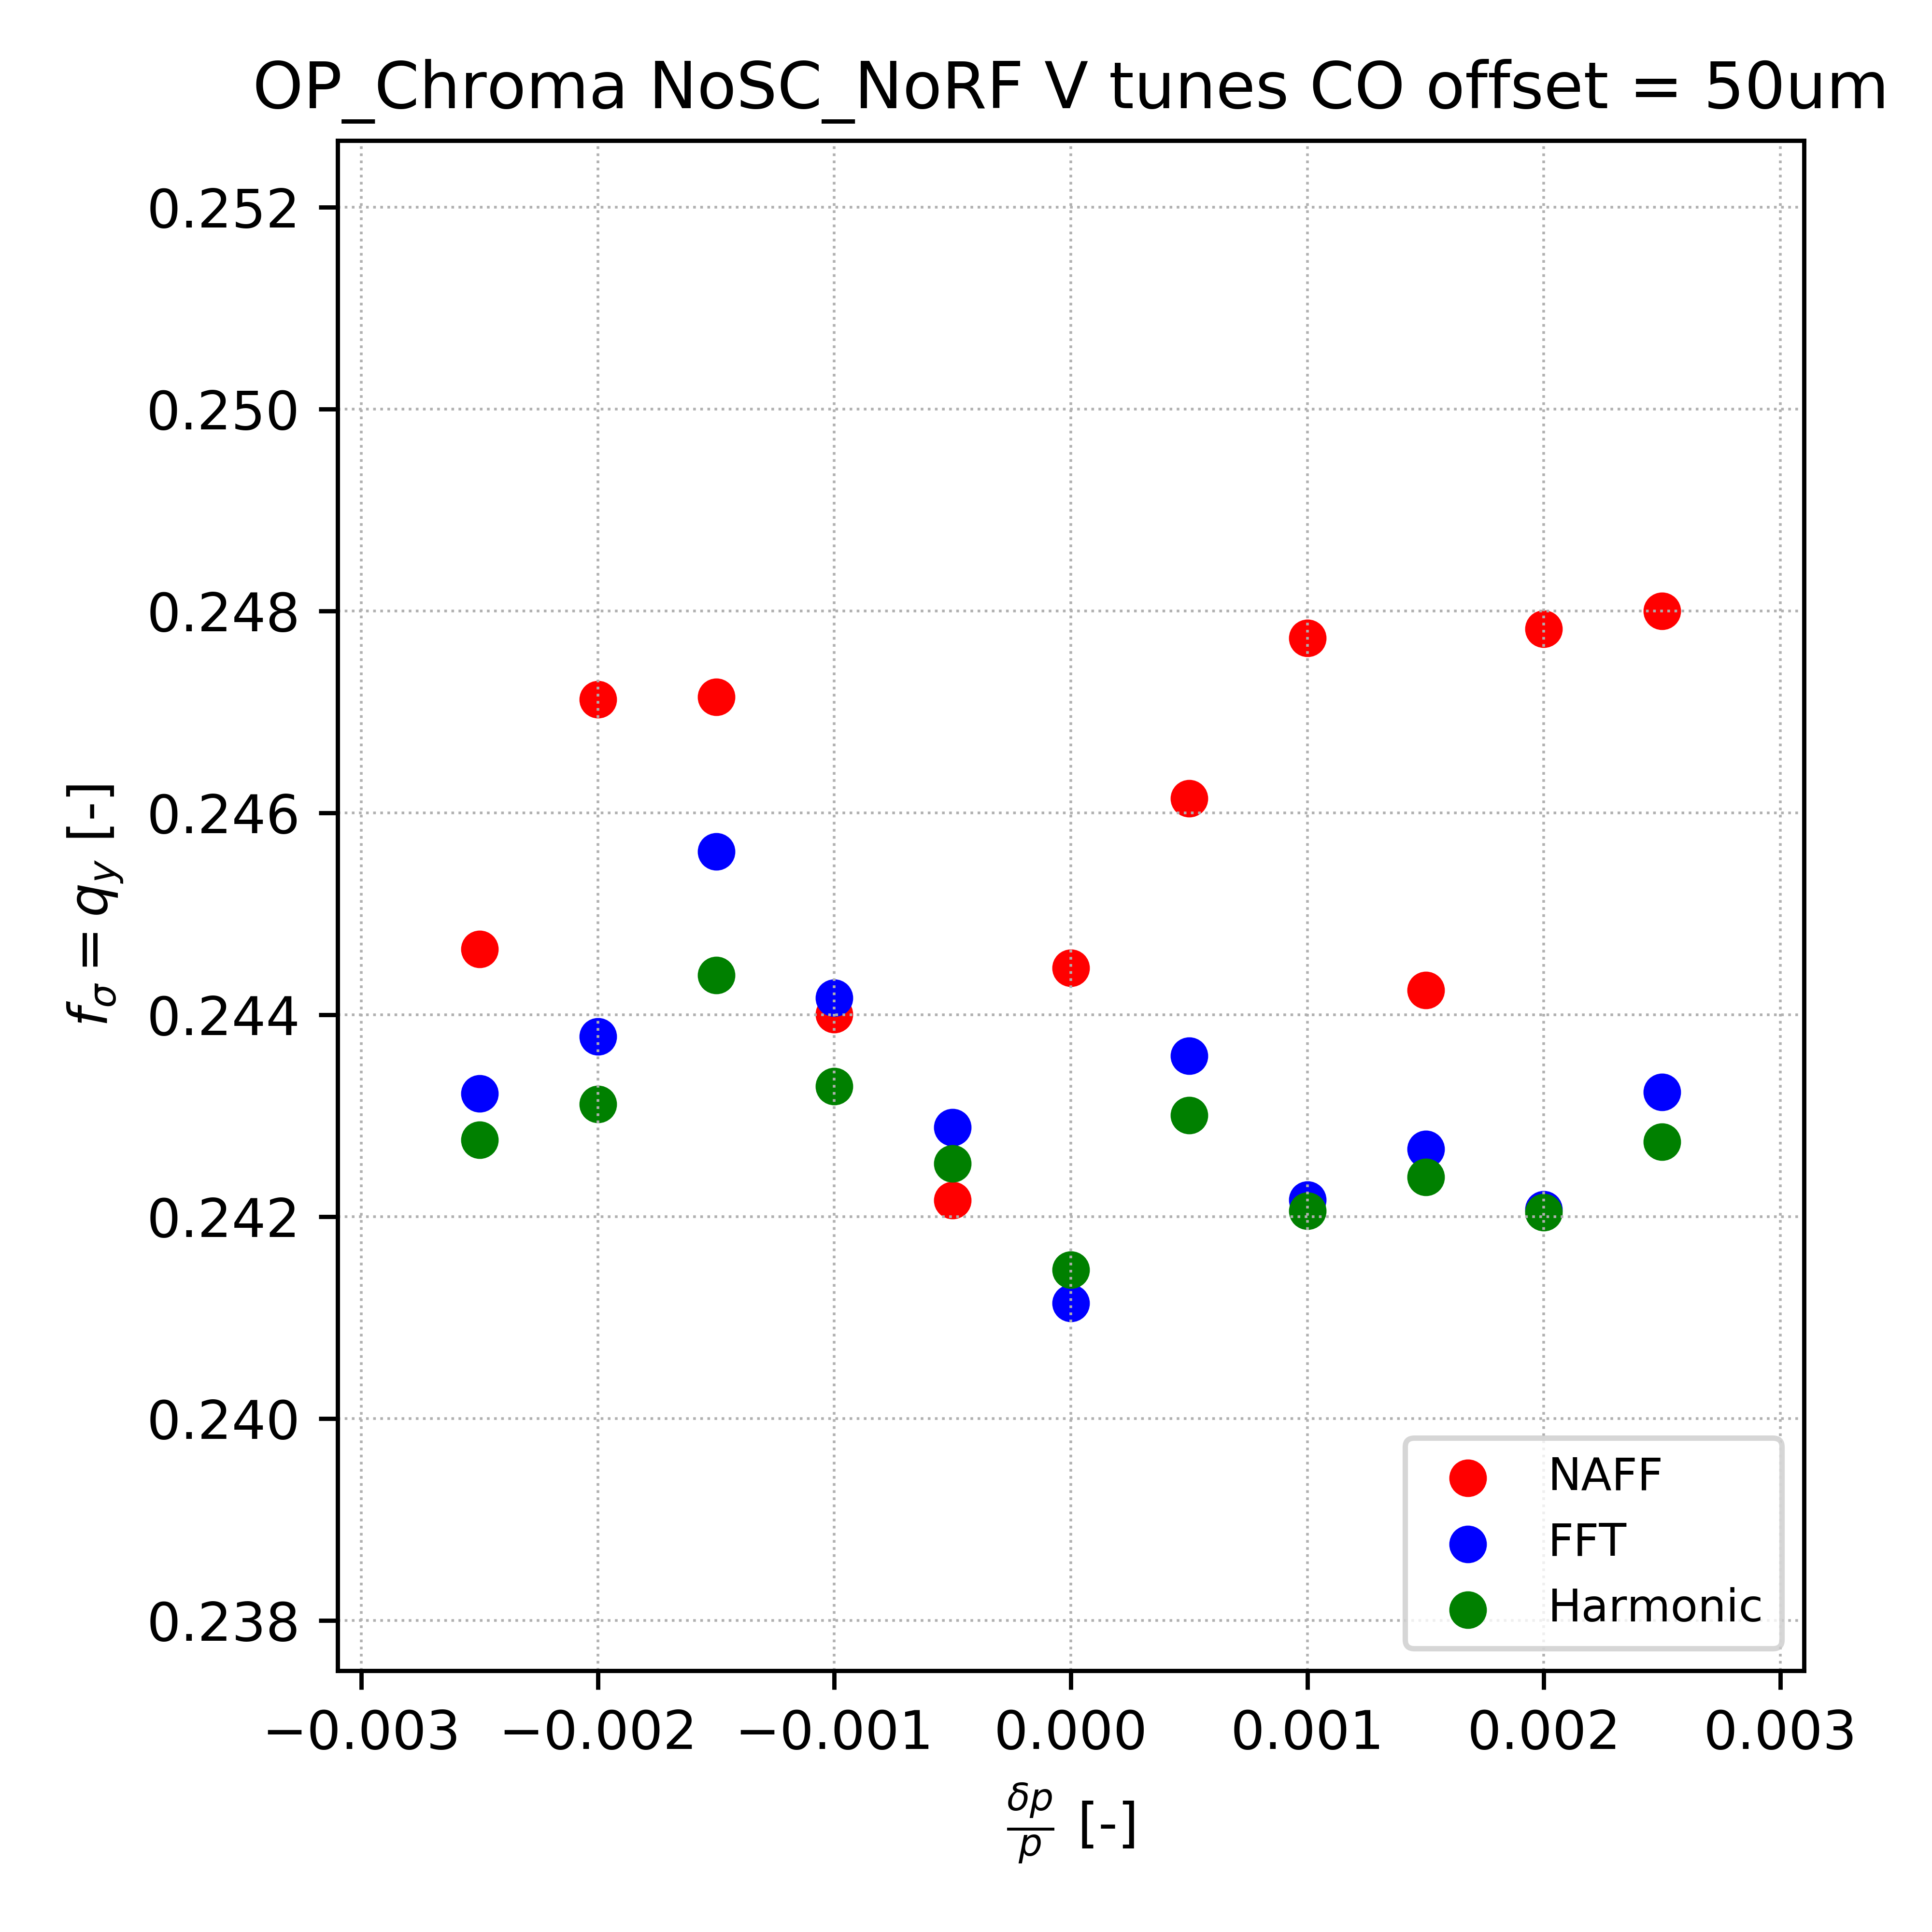 OP_Chroma NoSC_NoRF V tunes CO offset = 50um
0.252
0.250
0.248
0.246
0.244
0.242
0.240
0.238
f_σ = q_y [-]
NAFF
FFT
Harmonic
−0.003 −0.002 −0.001 0.000 0.001 0.002 0.003
δp/p [-]